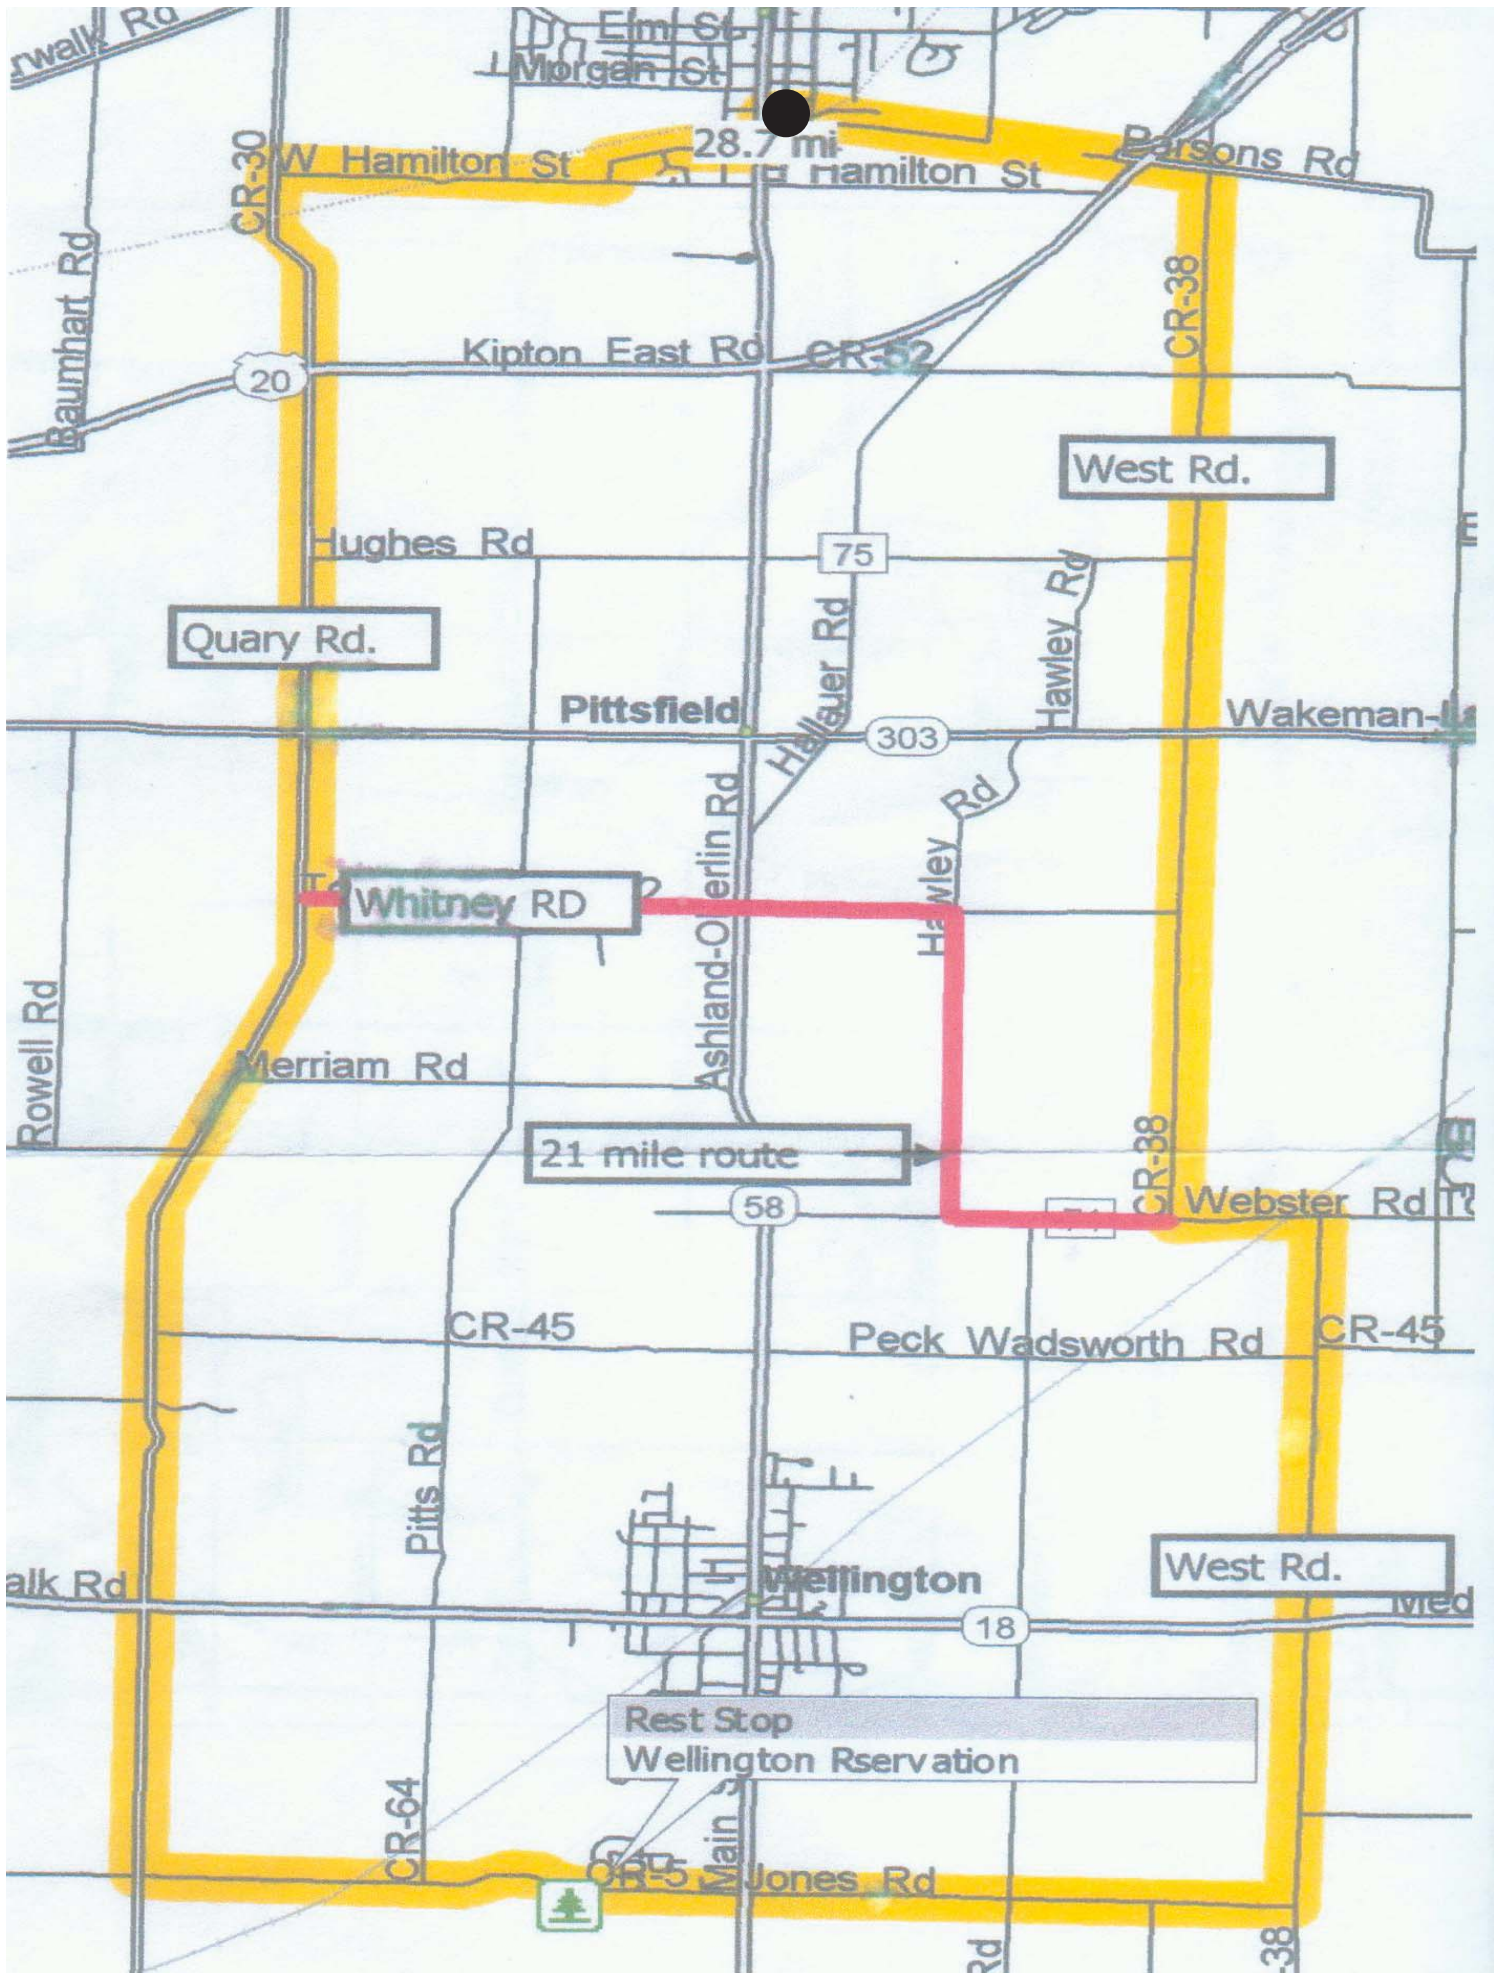 rwalk Rd
Elm St
Morgan St
28.7 mi
CR-30
W Hamilton St
Hamilton St
Parsons Rd
Baumhart Rd
CR-38
Kipton East Rd
CR-52
20
West Rd.
Hughes Rd
75
Hawley Rd
Quary Rd.
Hallauer Rd
Pittsfield
303
Wakeman-
Ashland-Oberlin Rd
Hawley Rd
Whitney RD
Rowell Rd
Merriam Rd
21 mile route
CR-38
58
Webster Rd
CR-45
Peck Wadsworth Rd
CR-45
Pitts Rd
West Rd.
alk Rd
Wellington
Med
18
Rest Stop
Wellington Rservation
CR-64
Main
CR-5
Jones Rd
Rd
-38